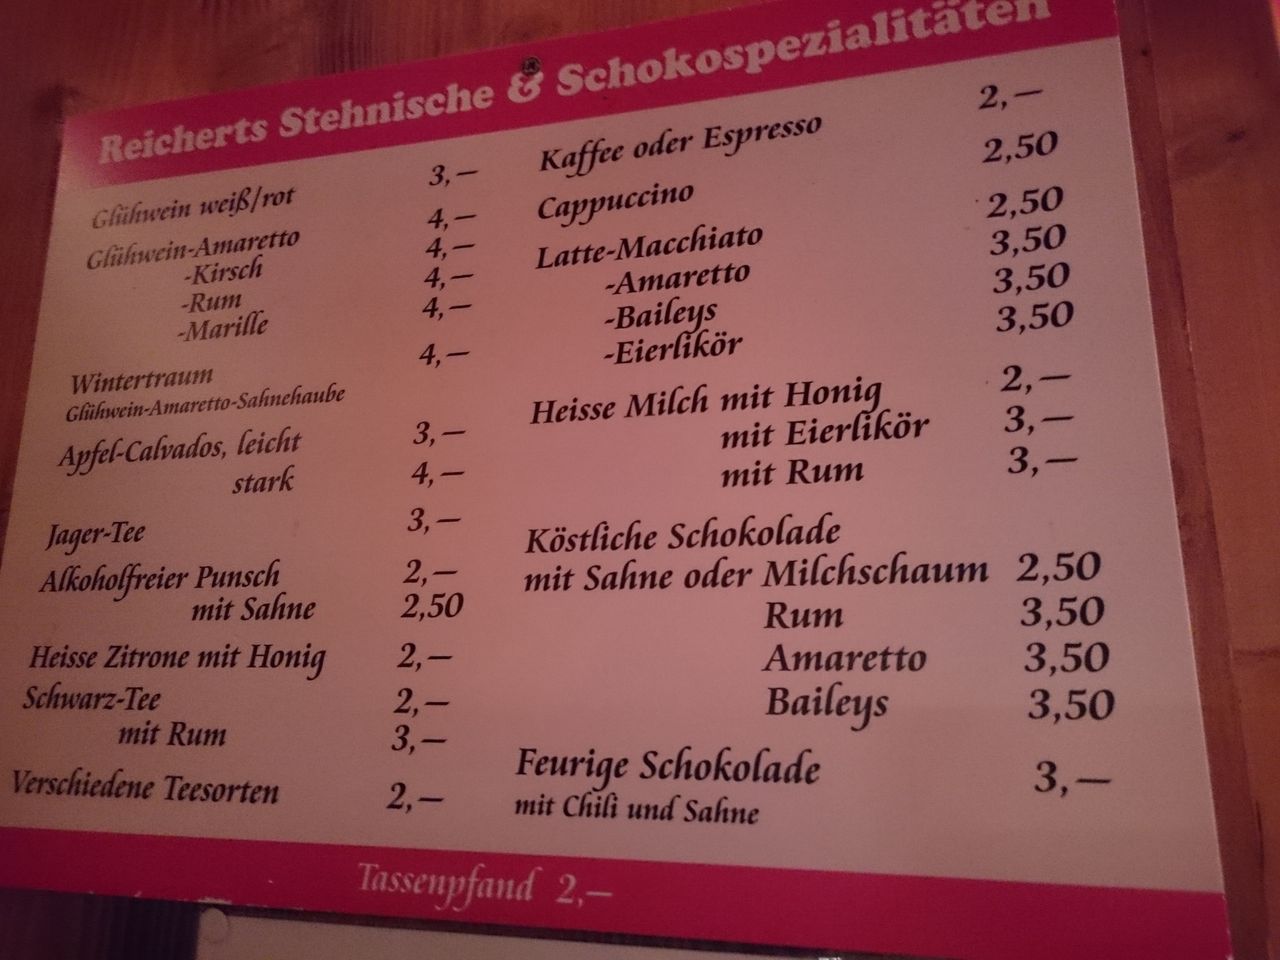 Reicherts Stehnische & Schokospezialitäten
Glühwein weiß/rot 3,—
Glühwein-Amaretto 4,—
-Kirsch 4,—
-Rum 4,—
-Marille 4,—
Wintertraum 4,—
Glühwein-Amaretto-Sahnehaube
Apfel-Calvados, leicht 3,—
stark 4,—
Jager-Tee 3,—
Alkoholfreier Punsch 2,—
mit Sahne 2,50
Heisse Zitrone mit Honig 2,—
Schwarz-Tee 2,—
mit Rum 3,—
Verschiedene Teesorten 2,—
Kaffee oder Espresso 2,—
Cappuccino 2,50
Latte-Macchiato 2,50
-Amaretto 3,50
-Baileys 3,50
-Eierlikör 3,50
Heisse Milch mit Honig 2,—
mit Eierlikör 3,—
mit Rum 3,—
Köstliche Schokolade
mit Sahne oder Milchschaum 2,50
Rum 3,50
Amaretto 3,50
Baileys 3,50
Feurige Schokolade 3,—
mit Chili und Sahne
Tassenpfand 2,—